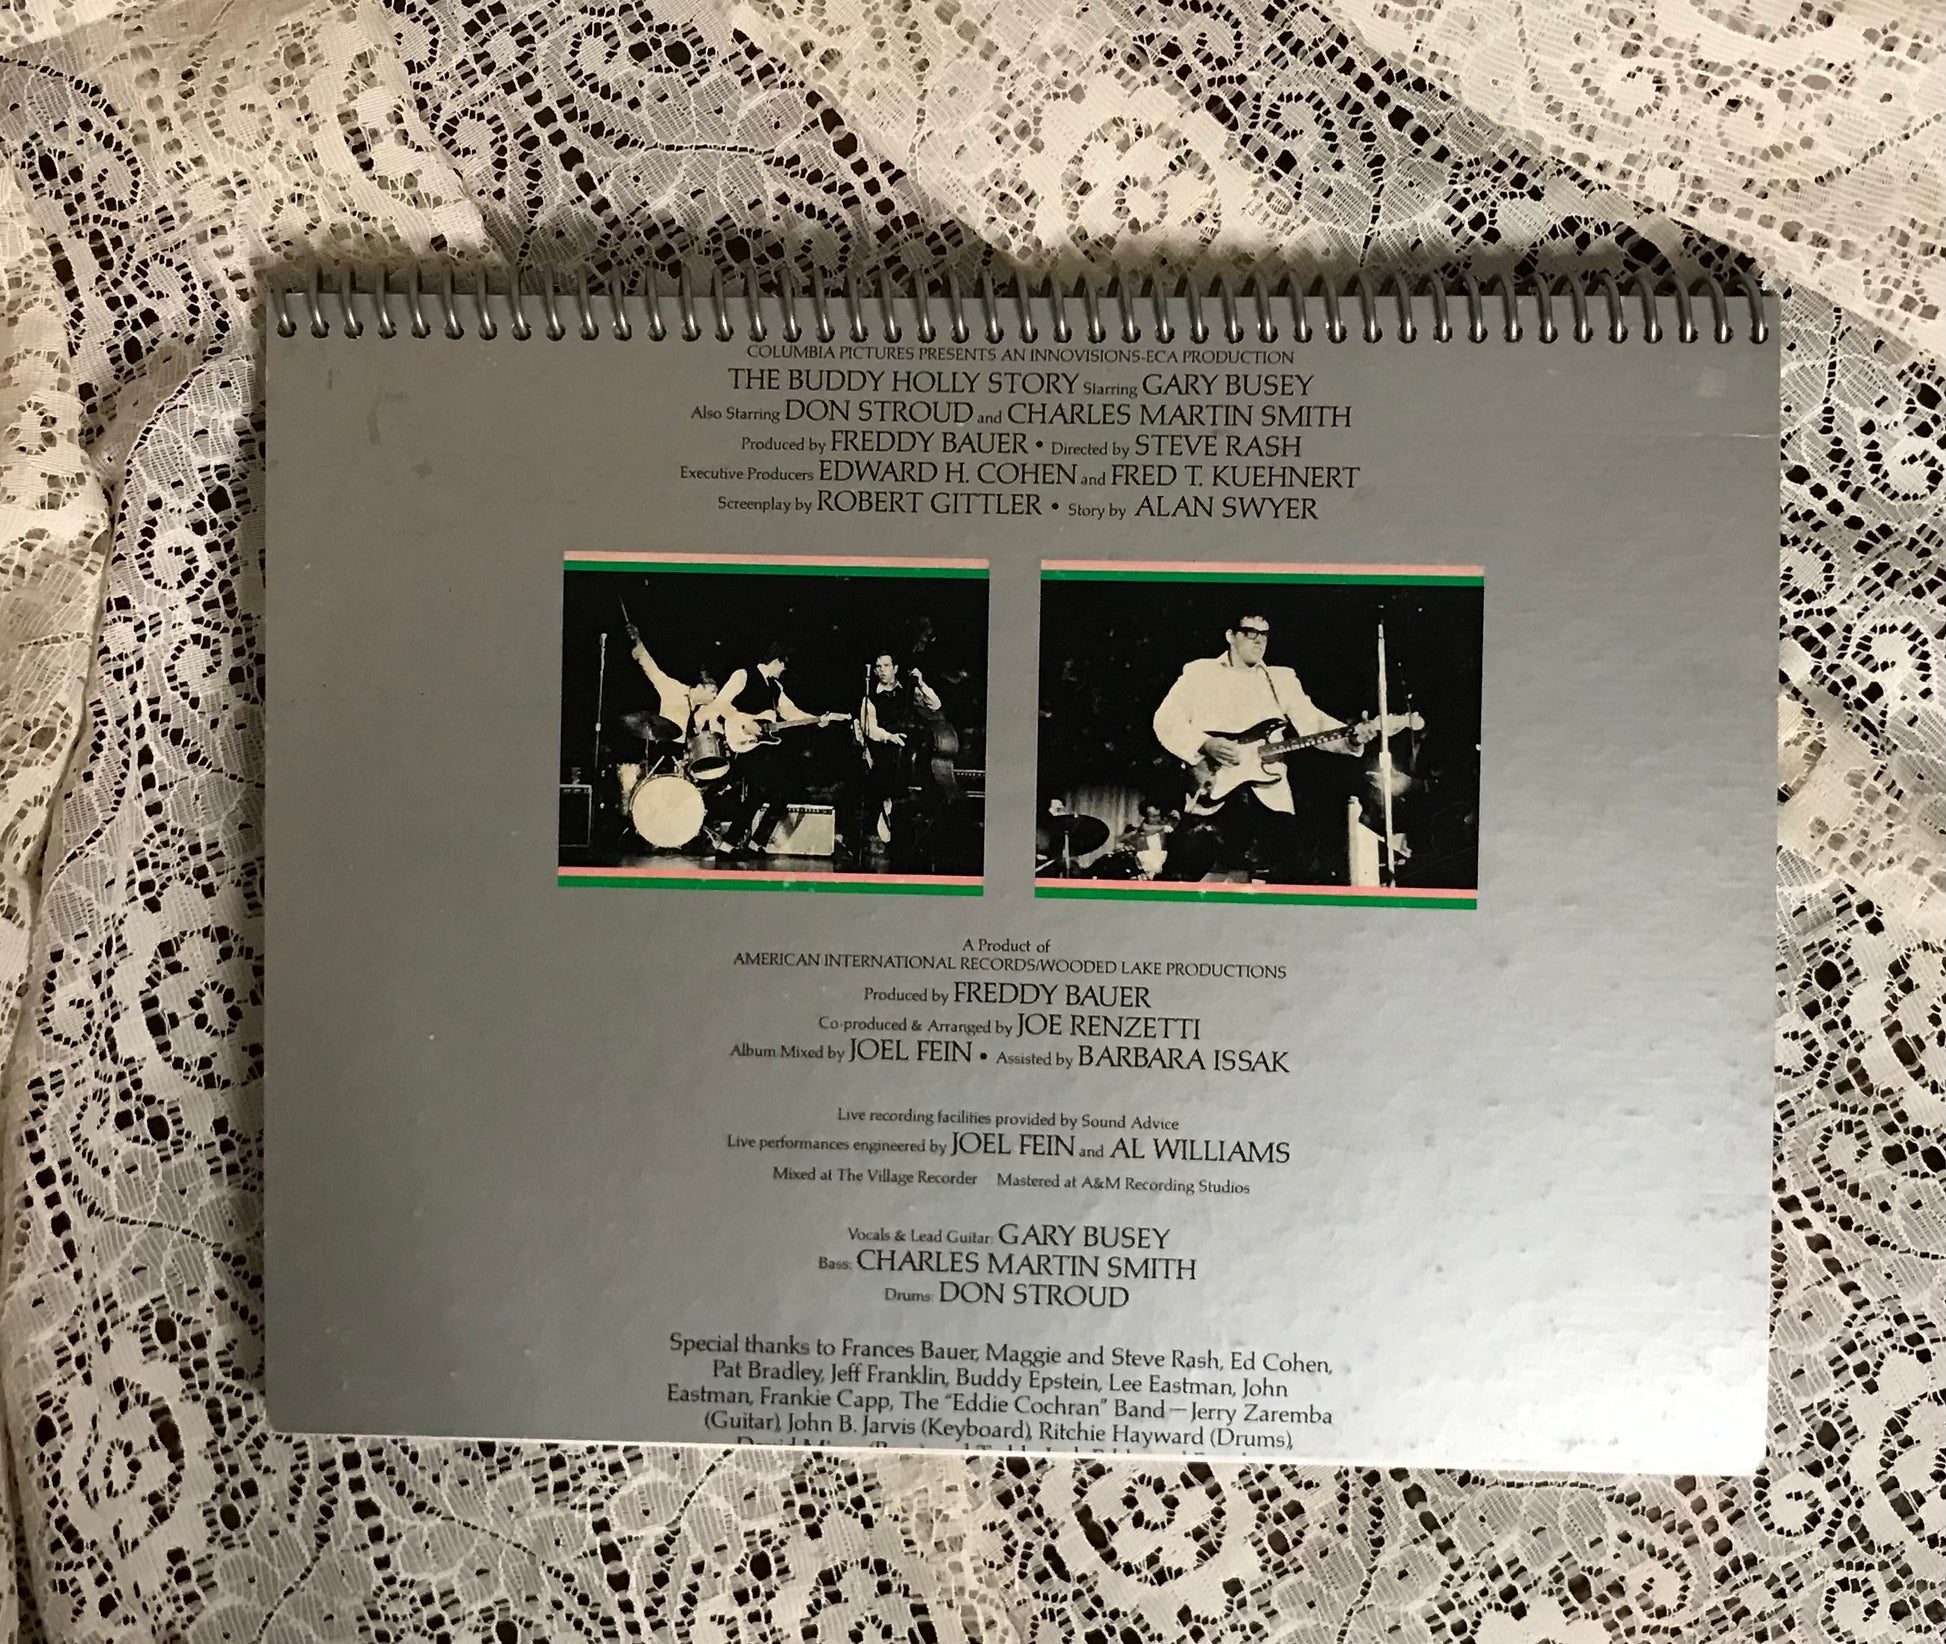 COLUMBIA PICTURES PRESENTS AN INNOVISIONS-ECA PRODUCTION
THE BUDDY HOLLY STORY Starring GARY BUSEY
Also Starring DON STROUD and CHARLES MARTIN SMITH
Produced by FREDDY BAUER • Directed by STEVE RASH
Executive Producers EDWARD H. COHEN and FRED T. KUEHNERT
Screenplay by ROBERT GITTLER • Story by ALAN SWYER
A Product of
AMERICAN INTERNATIONAL RECORDS/WOODED LAKE PRODUCTIONS
Produced by FREDDY BAUER
Co-produced & Arranged by JOE RENZETTI
Album Mixed by JOEL FEIN • Assisted by BARBARA ISSAK
Live recording facilities provided by Sound Advice
Live performances engineered by JOEL FEIN and AL WILLIAMS
Mixed at The Village Recorder Mastered at A&M Recording Studios
Vocals & Lead Guitar: GARY BUSEY
Bass: CHARLES MARTIN SMITH
Drums: DON STROUD
Special thanks to Frances Bauer, Maggie and Steve Rash, Ed Cohen,
Pat Bradley, Jeff Franklin, Buddy Epstein, Lee Eastman, John
Eastman, Frankie Capp, The "Eddie Cochran" Band—Jerry Zaremba
(Guitar), John B. Jarvis (Keyboard), Ritchie Hayward (Drums),
David